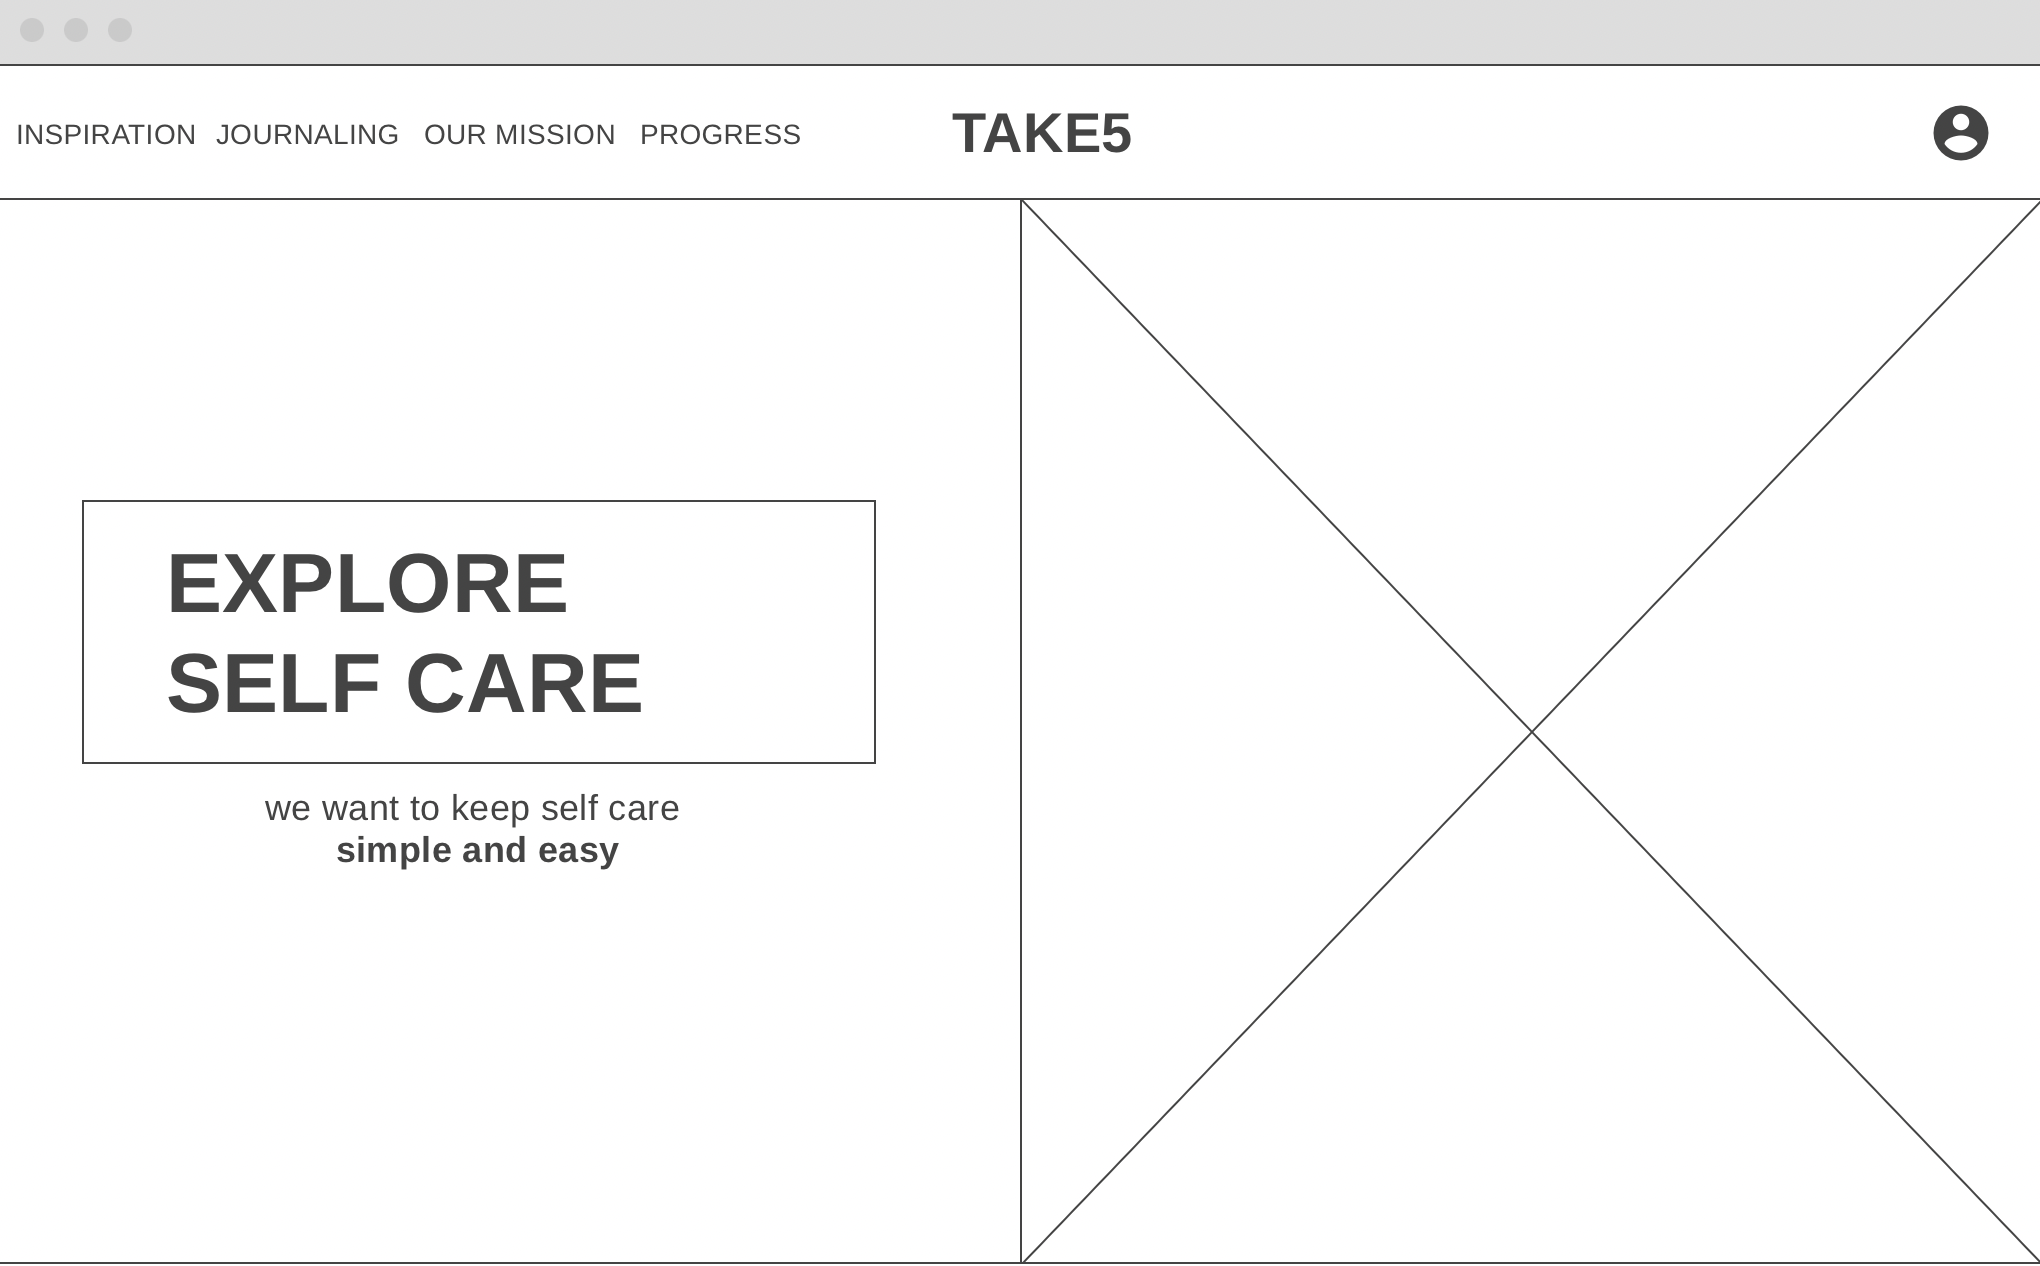 INSPIRATION JOURNALING OUR MISSION PROGRESS TAKE5
EXPLORE
SELF CARE
we want to keep self care
simple and easy